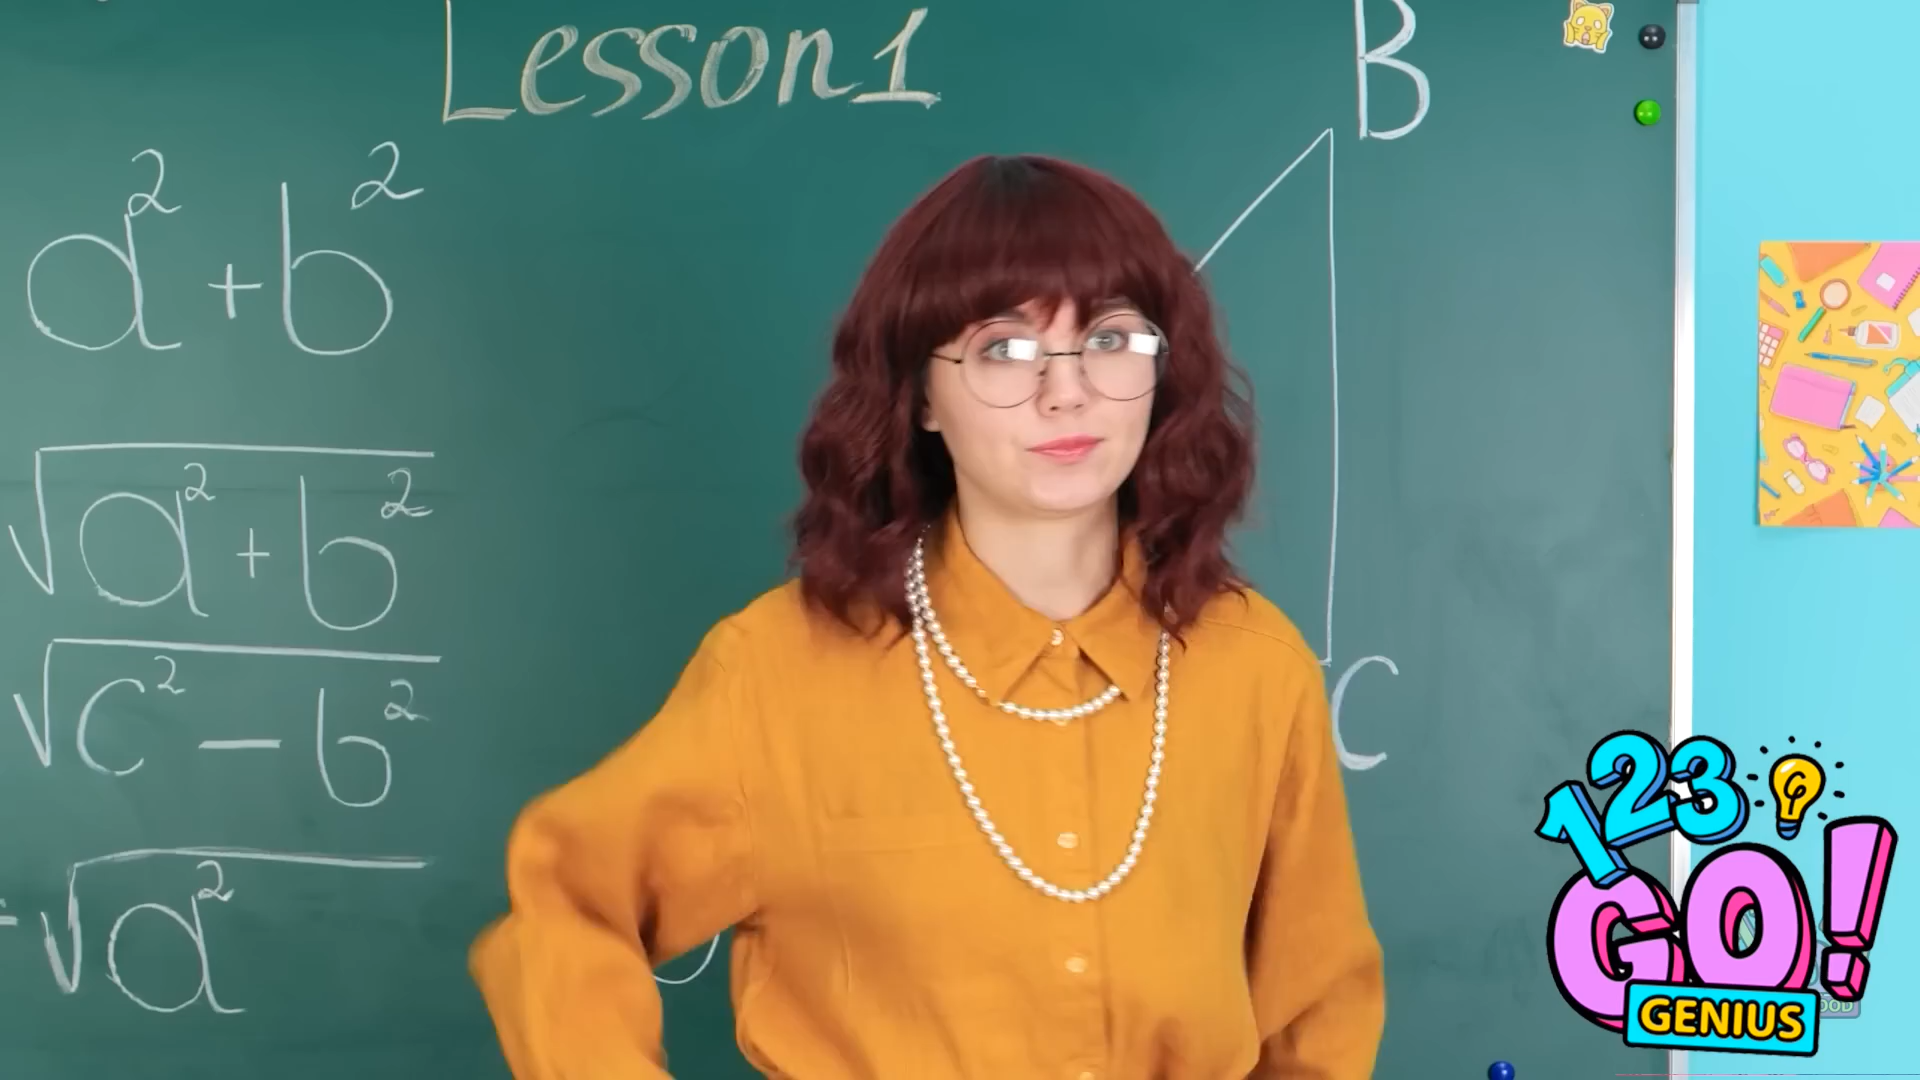 Lesson 1
B
a² + b²
√a² + b²
√c² - b²
C
= √a²
123
GO!
GENIUS